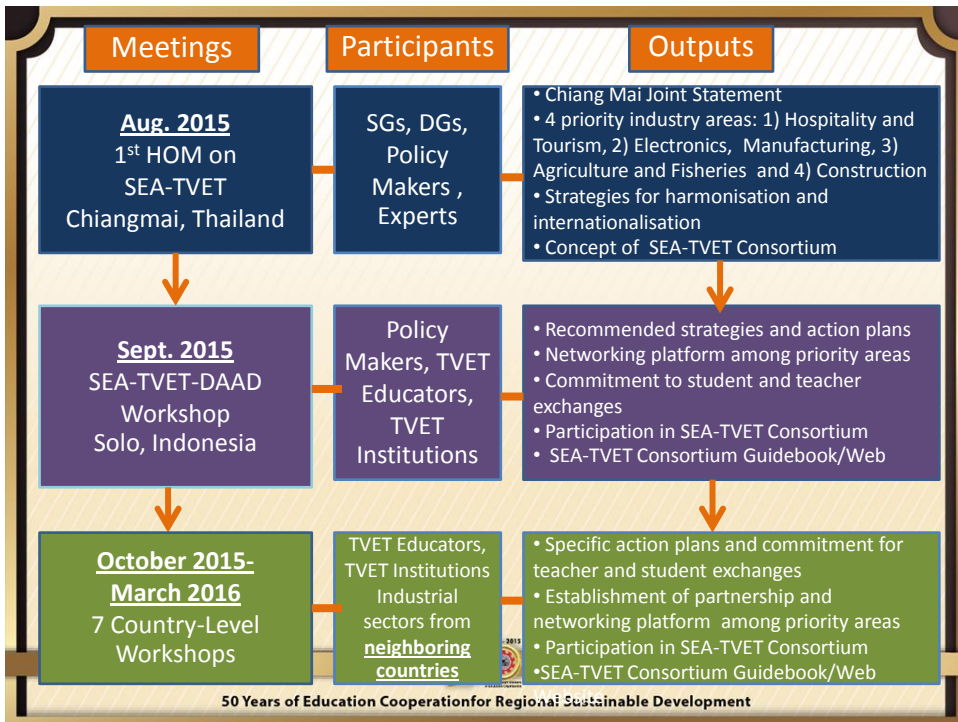 Meetings
Participants
Outputs
Aug. 2015
1st HOM on
SEA-TVET
Chiangmai, Thailand
SGs, DGs,
Policy
Makers ,
Experts
• Chiang Mai Joint Statement
• 4 priority industry areas: 1) Hospitality and
Tourism, 2) Electronics, Manufacturing, 3)
Agriculture and Fisheries and 4) Construction
• Strategies for harmonisation and
internationalisation
• Concept of SEA-TVET Consortium
Sept. 2015
SEA-TVET-DAAD
Workshop
Solo, Indonesia
Policy
Makers, TVET
Educators,
TVET
Institutions
• Recommended strategies and action plans
• Networking platform among priority areas
• Commitment to student and teacher
exchanges
• Participation in SEA-TVET Consortium
• SEA-TVET Consortium Guidebook/Web
October 2015-
March 2016
7 Country-Level
Workshops
TVET Educators,
TVET Institutions
Industrial
sectors from
neighboring
countries
• Specific action plans and commitment for
teacher and student exchanges
• Establishment of partnership and
networking platform among priority areas
• Participation in SEA-TVET Consortium
•SEA-TVET Consortium Guidebook/Web
Website
50 Years of Education Cooperationfor Regional Sustainable Development